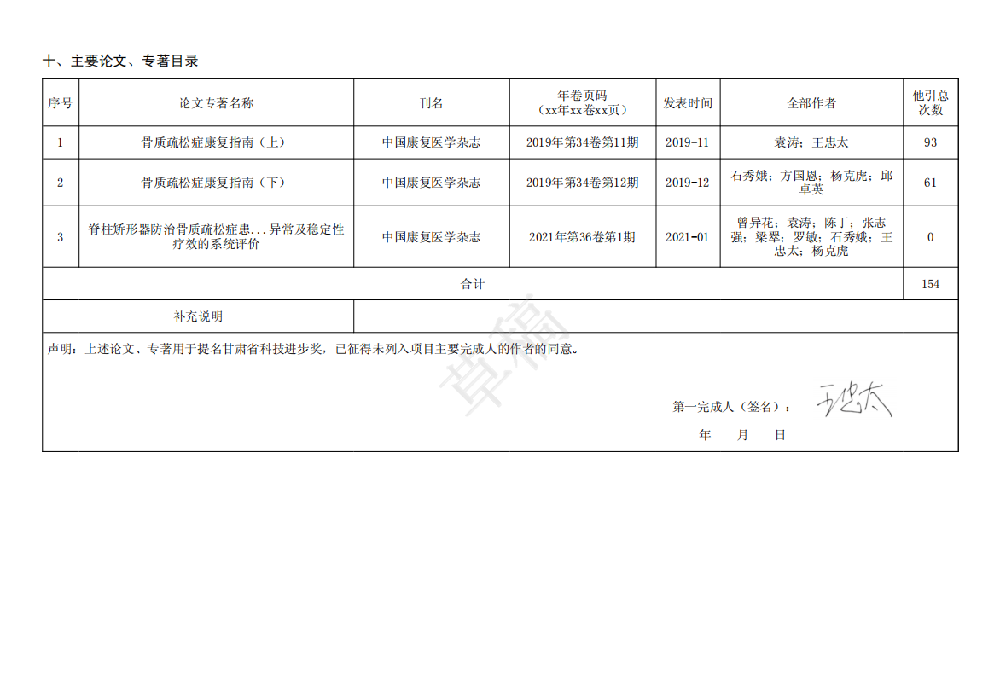 十、主要论文、专著目录
序号 论文专著名称 刊名 年卷页码 发表时间 全部作者 他引总
（xx年xx卷xx页） 次数
1 骨质疏松症康复指南（上） 中国康复医学杂志 2019年第34卷第11期 2019-11 袁涛；王忠太 93
2 骨质疏松症康复指南（下） 中国康复医学杂志 2019年第34卷第12期 2019-12 石秀娥；方国恩；杨克虎；邱 61
卓英
3 脊柱矫形器防治骨质疏松症患...异常及稳定性 中国康复医学杂志 2021年第36卷第1期 2021-01 曾异花；袁涛；陈丁；张志 0
疗效的系统评价 强；梁翠；罗敏；石秀娥；王
忠太；杨克虎
合计 154
补充说明
声明：上述论文、专著用于提名甘肃省科技进步奖，已征得未列入项目主要完成人的作者的同意。
草稿
第一完成人（签名）： 王忠太
年 月 日